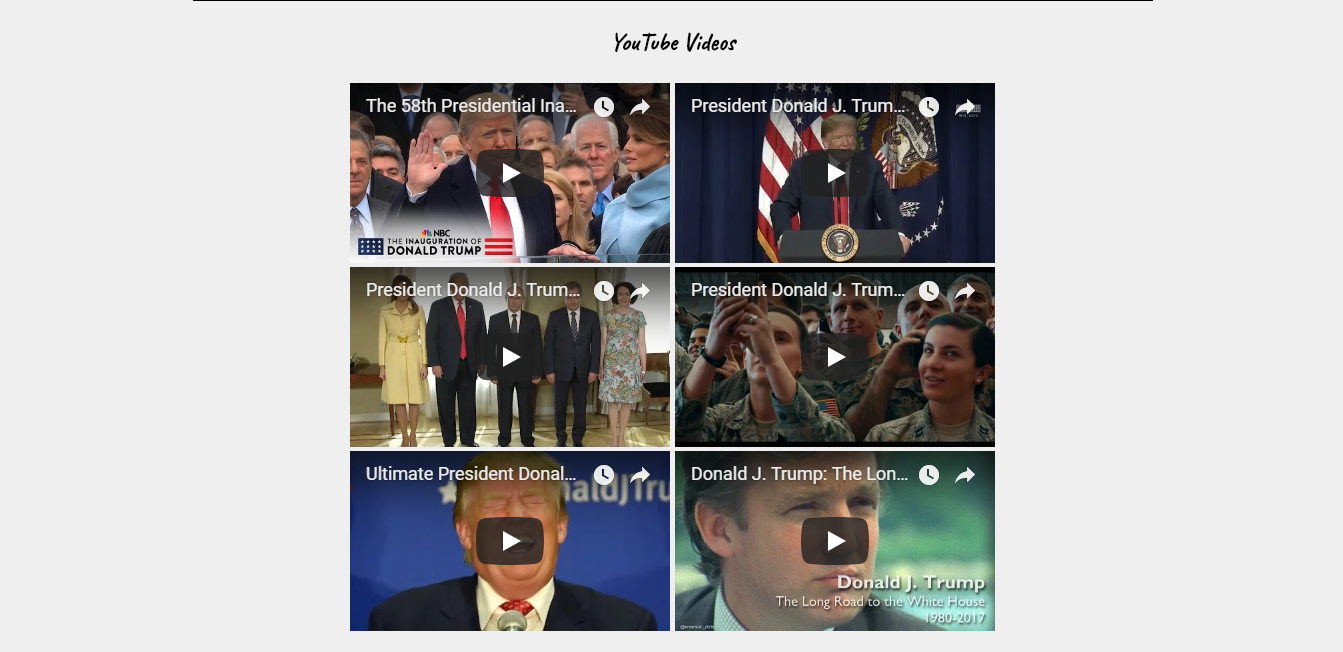 YouTube Videos
The 58th Presidential Ina...
NBC
THE INAUGURATION OF
DONALD TRUMP
President Donald J. Trum...
President Donald J. Trum...
President Donald J. Trum...
Ultimate President Donal...
naldJTru
Donald J. Trump: The Lon...
Donald J. Trump
The Long Road to the White House
1980-2017